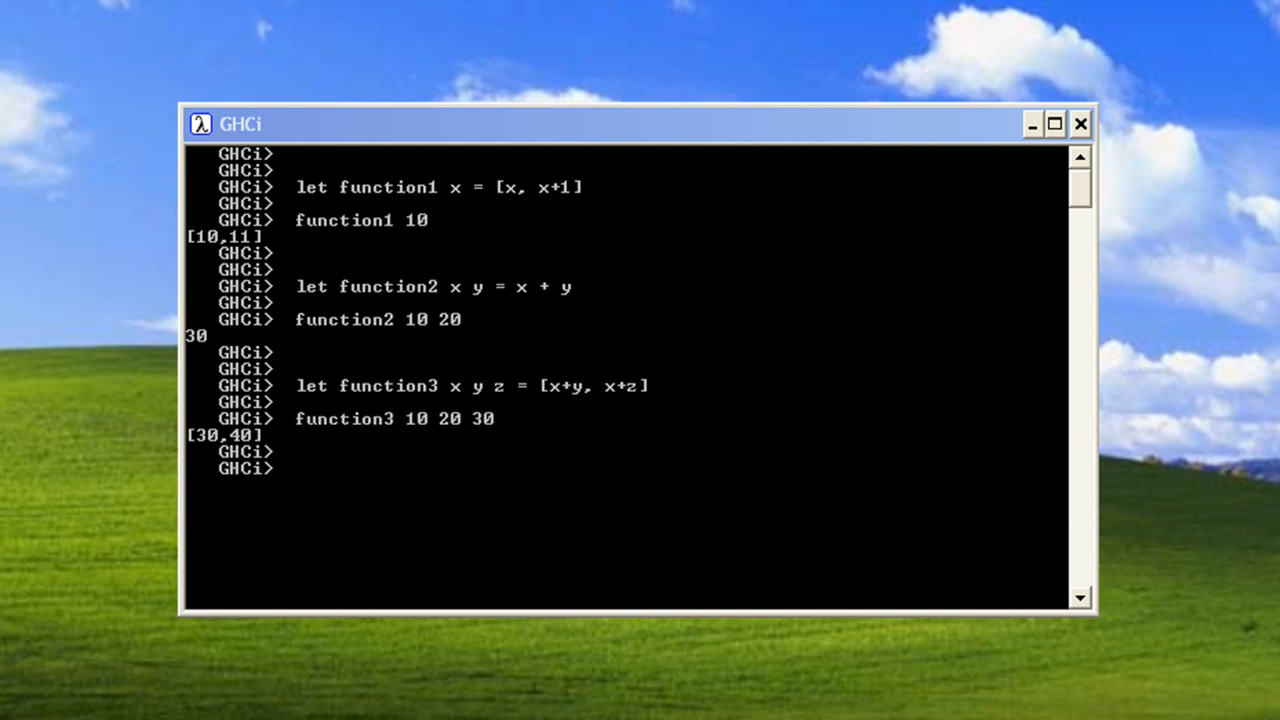 λ GHCi
GHCi>
GHCi>
GHCi> let function1 x = [x, x+1]
GHCi>
GHCi> function1 10
[10,11]
GHCi>
GHCi>
GHCi> let function2 x y = x + y
GHCi>
GHCi> function2 10 20
30
GHCi>
GHCi>
GHCi> let function3 x y z = [x+y, x+z]
GHCi>
GHCi> function3 10 20 30
[30,40]
GHCi>
GHCi>